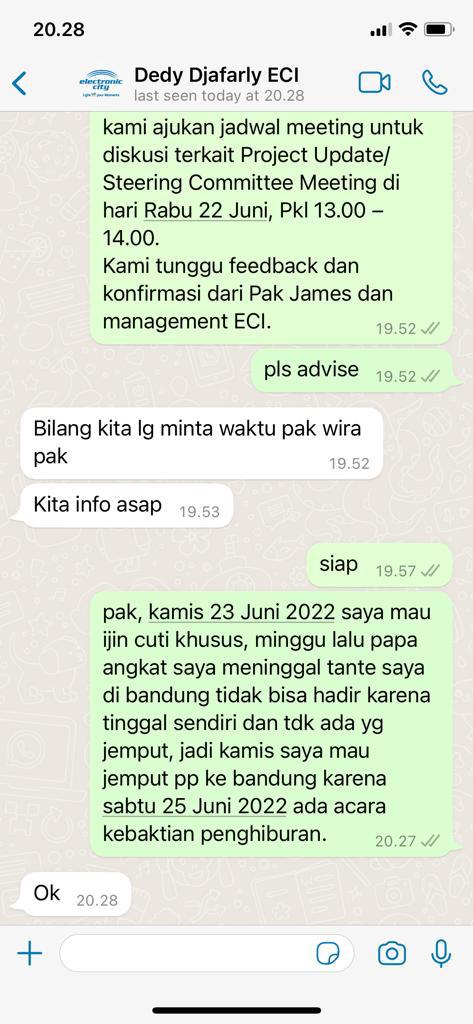 20.28
electronic
city
Dedy Djafarly ECI
last seen today at 20.28
kami ajukan jadwal meeting untuk
diskusi terkait Project Update/
Steering Committee Meeting di
hari Rabu 22 Juni, Pkl 13.00 –
14.00.
Kami tunggu feedback dan
konfirmasi dari Pak James dan
management ECI.
19.52
pls advise
19.52
Bilang kita lg minta waktu pak wira
pak
19.52
Kita info asap
19.53
siap
19.57
pak, kamis 23 Juni 2022 saya mau
ijin cuti khusus, minggu lalu papa
angkat saya meninggal tante saya
di bandung tidak bisa hadir karena
tinggal sendiri dan tdk ada yg
jemput, jadi kamis saya mau
jemput pp ke bandung karena
sabtu 25 Juni 2022 ada acara
kebaktian penghiburan.
20.27
Ok
20.28